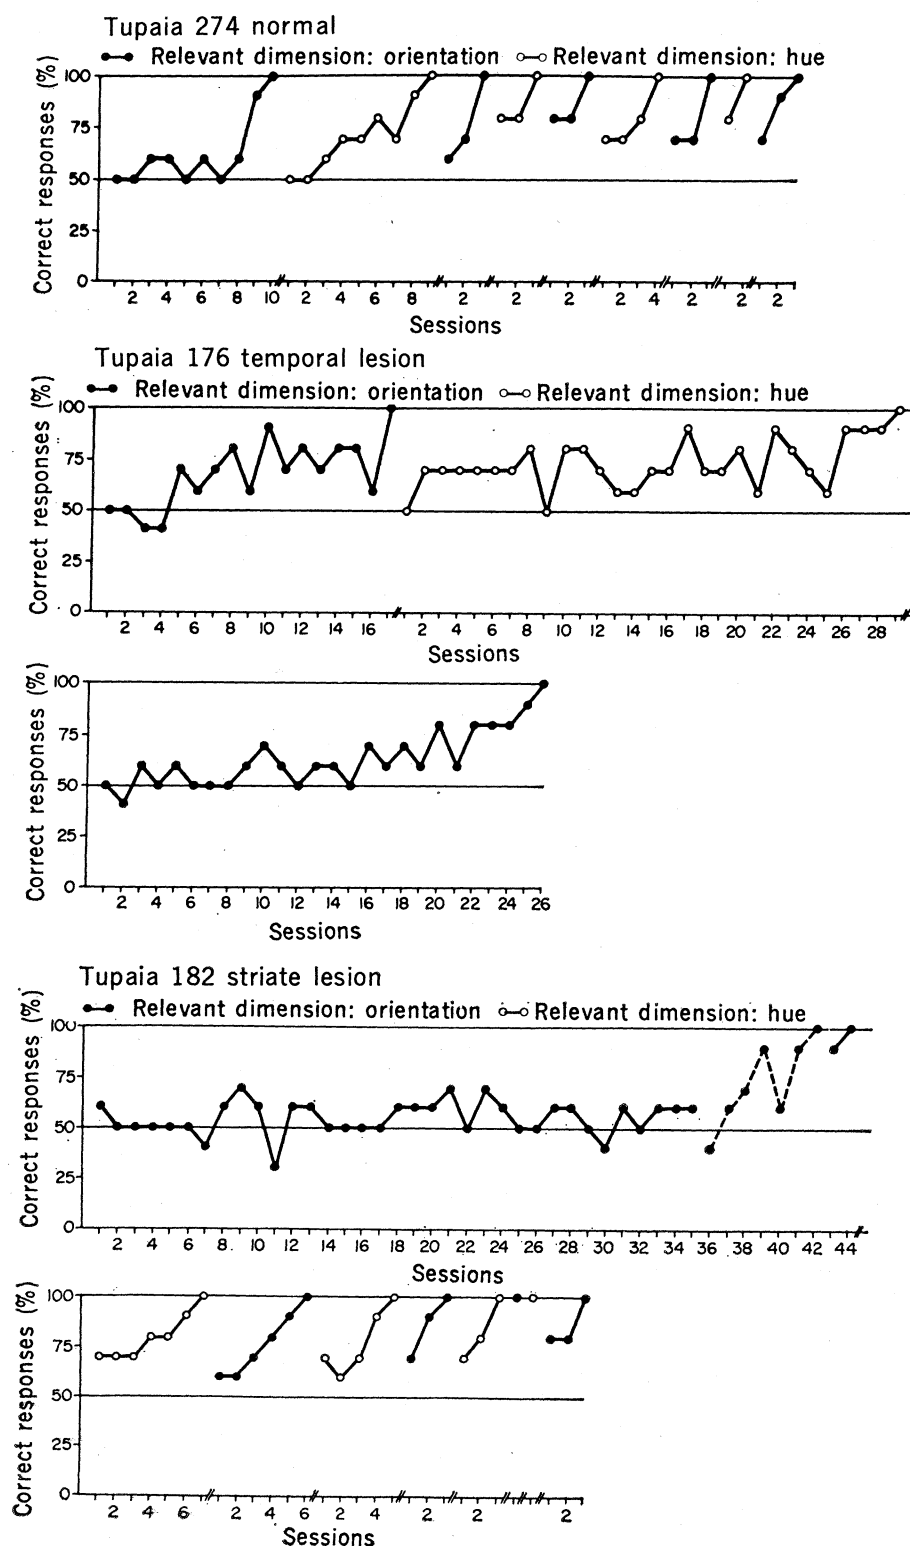 Tupaia 274 normal
Relevant dimension: orientation Relevant dimension: hue
Correct responses (%)
100
75
50
25
0
2 4 6 8 10 2 4 6 8 2 2 2 2 4 2 2 2
Sessions
Tupaia 176 temporal lesion
Relevant dimension: orientation Relevant dimension: hue
Correct responses (%)
100
75
50
25
0
2 4 6 8 10 12 14 16 2 4 6 8 10 12 14 16 18 20 22 24 26 28
Sessions
Correct responses (%)
100
75
50
25
0
2 4 6 8 10 12 14 16 18 20 22 24 26
Sessions
Tupaia 182 striate lesion
Relevant dimension: orientation Relevant dimension: hue
Correct responses (%)
100
75
50
25
0
2 4 6 8 10 12 14 16 18 20 22 24 26 28 30 32 34 36 38 40 42 44
Sessions
Correct responses (%)
100
75
50
25
0
2 4 6 2 4 6 2 4 2 2 2
Sessions